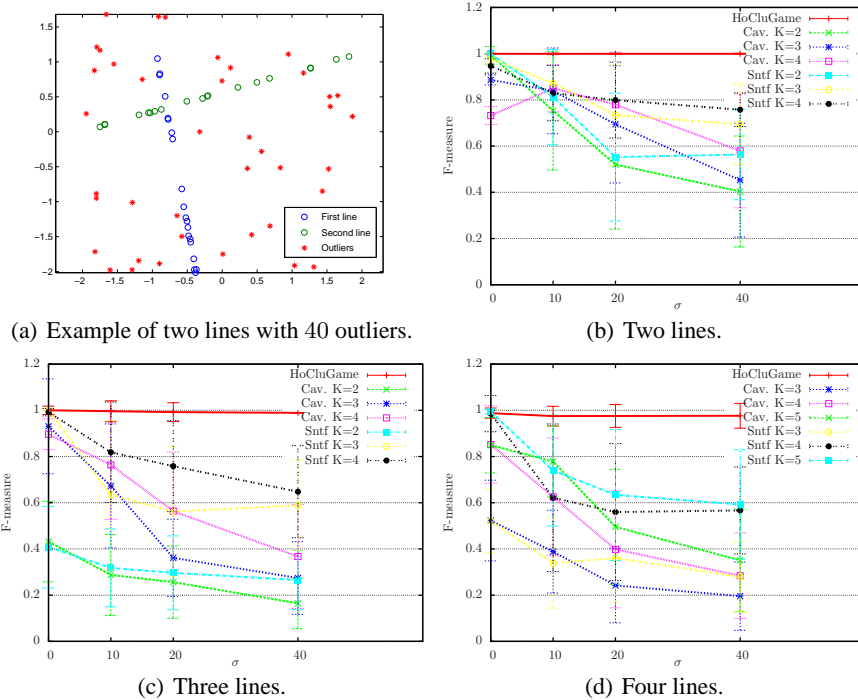 2
1.5
1
0.5
0
−0.5
−1
−1.5
−2
−2 −1.5 −1 −0.5 0 0.5 1 1.5 2
First line
Second line
Outliers
(a) Example of two lines with 40 outliers.
1.2
1
0.8
0.6
0.4
0.2
0
F-measure
0 10 20 40
σ
HoCluGame
Cav. K=2
Cav. K=3
Cav. K=4
Sntf K=2
Sntf K=3
Sntf K=4
(b) Two lines.
1.2
1
0.8
0.6
0.4
0.2
0
F-measure
0 10 20 40
σ
HoCluGame
Cav. K=2
Cav. K=3
Cav. K=4
Sntf K=2
Sntf K=3
Sntf K=4
(c) Three lines.
1.2
1
0.8
0.6
0.4
0.2
0
F-measure
0 10 20 40
σ
HoCluGame
Cav. K=3
Cav. K=4
Cav. K=5
Sntf K=3
Sntf K=4
Sntf K=5
(d) Four lines.